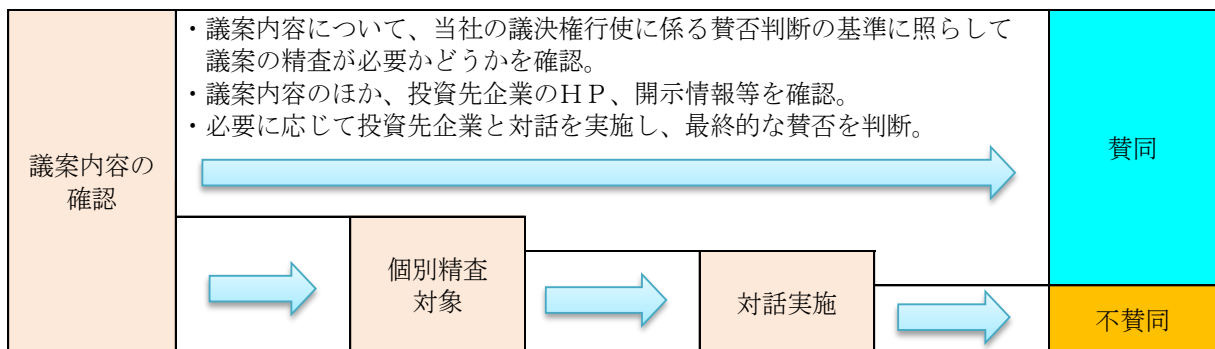 ・議案内容について、当社の議決権行使に係る賛否判断の基準に照らして
議案の精査が必要かどうかを確認。
・議案内容のほか、投資先企業のＨＰ、開示情報等を確認。
・必要に応じて投資先企業と対話を実施し、最終的な賛否を判断。
議案内容の
確認
賛同
個別精査
対象
対話実施
不賛同